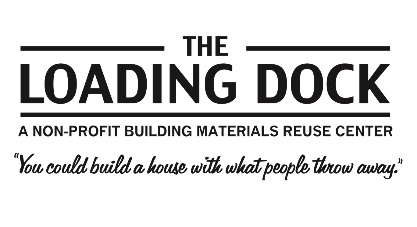 THE
LOADING DOCK
A NON-PROFIT BUILDING MATERIALS REUSE CENTER
"You could build a house with what people throw away."